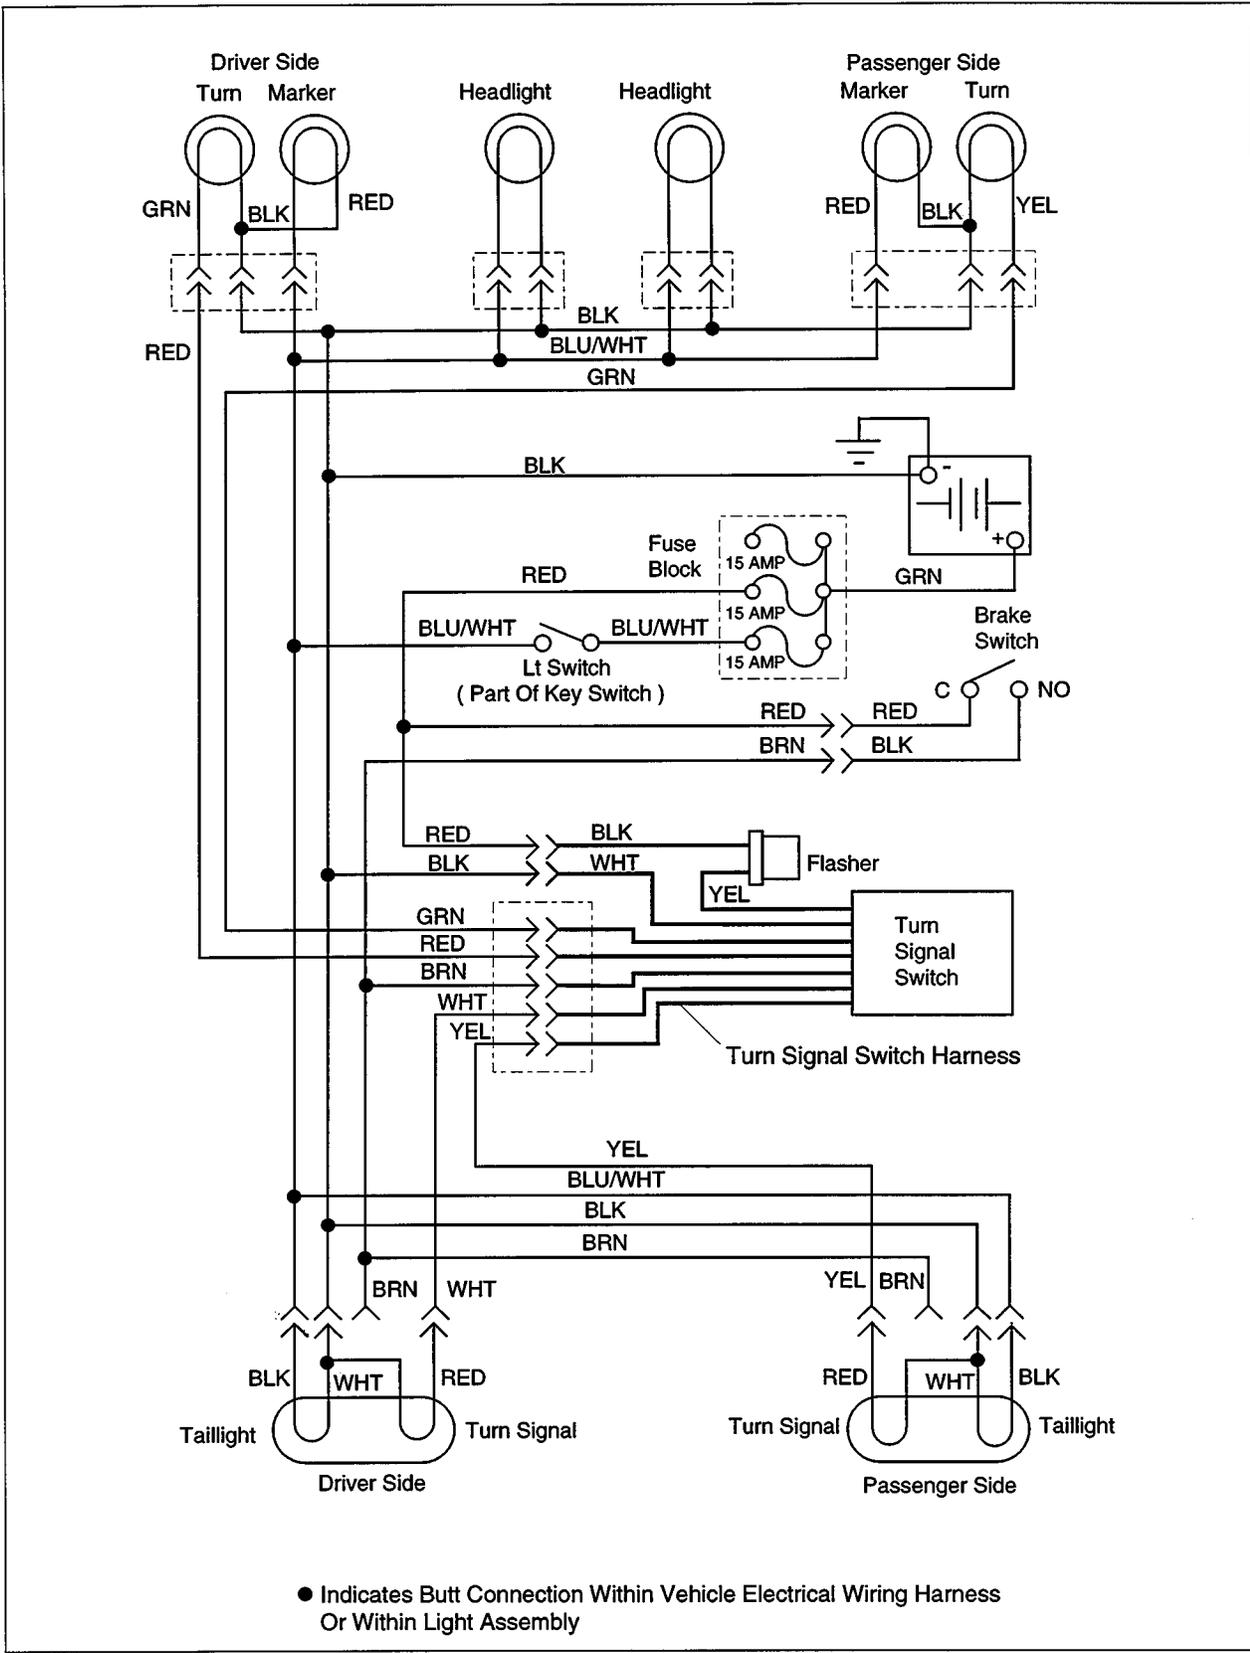 Driver Side
Turn Marker
Headlight
Headlight
Passenger Side
Marker Turn
GRN
BLK
RED
RED
BLK
YEL
BLK
RED
BLU/WHT
GRN
BLK
-
+
Fuse
Block
15 AMP
RED
15 AMP
GRN
BLU/WHT
BLU/WHT
15 AMP
Lt Switch
( Part Of Key Switch )
Brake
Switch
C
NO
RED
RED
BRN
BLK
RED
BLK
BLK
WHT
Flasher
YEL
GRN
RED
BRN
WHT
YEL
Turn
Signal
Switch
Turn Signal Switch Harness
YEL
BLU/WHT
BLK
BRN
BRN
WHT
YEL
BRN
BLK
WHT
RED
RED
WHT
BLK
Taillight
Turn Signal
Turn Signal
Taillight
Driver Side
Passenger Side
Indicates Butt Connection Within Vehicle Electrical Wiring Harness
Or Within Light Assembly